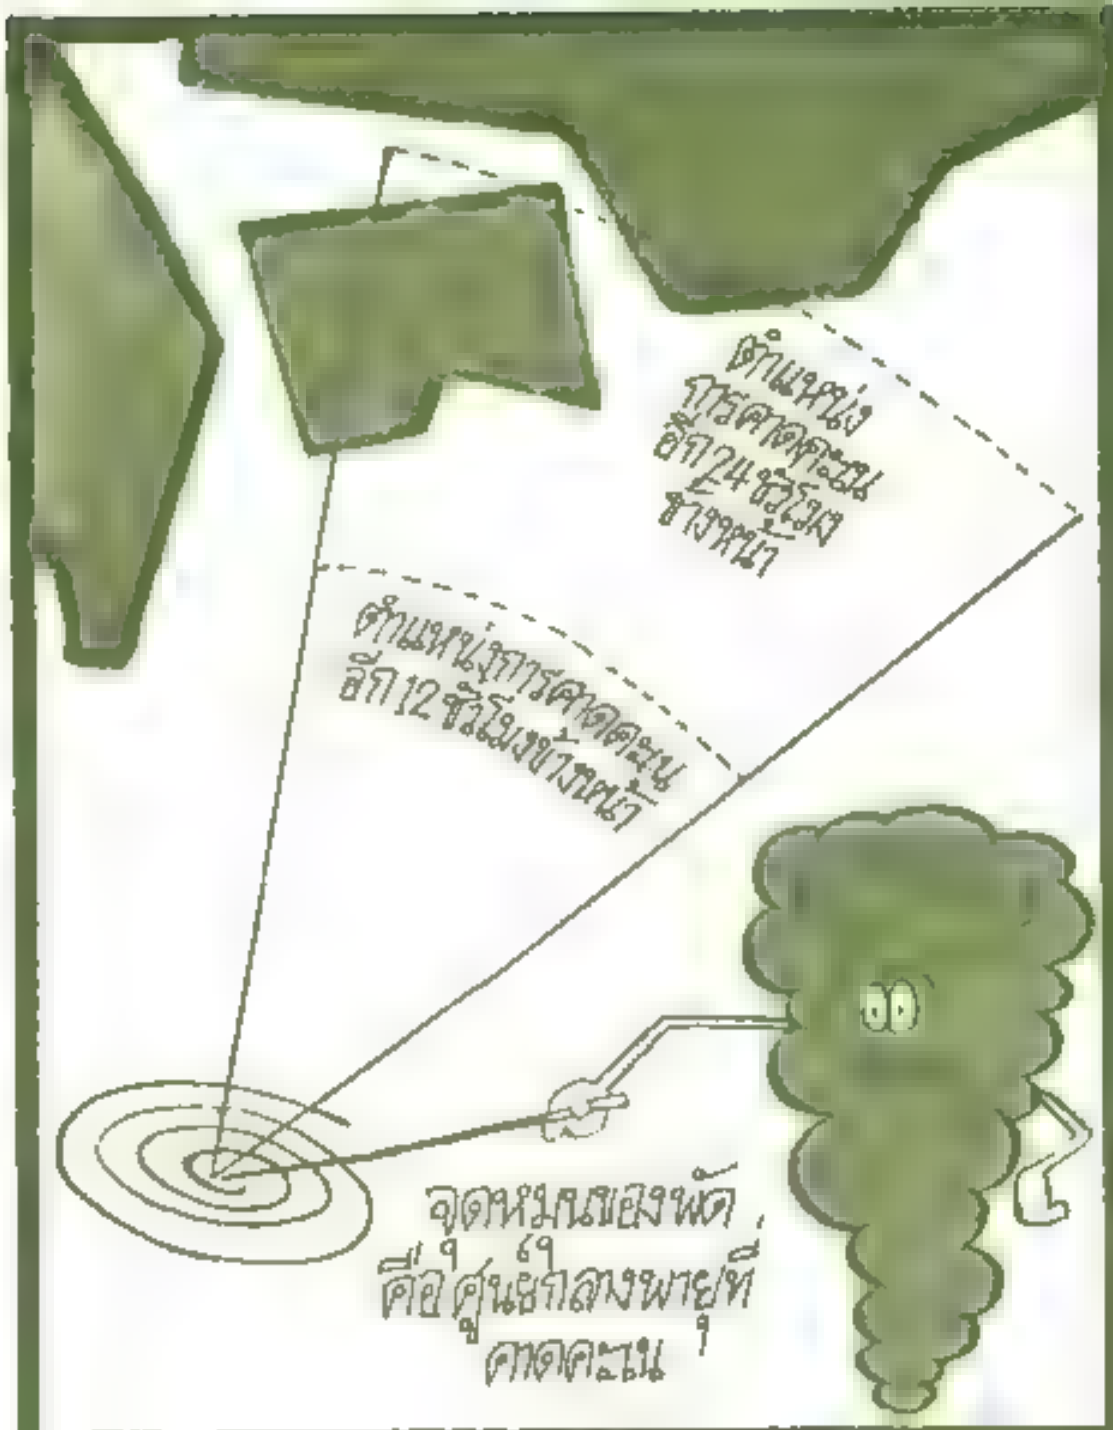 ตำแหน่ง
การคาดคะเน
อีก 24 ชั่วโมง
ข้างหน้า
ตำแหน่งการคาดคะเน
อีก 12 ชั่วโมงข้างหน้า
จุดหมุนของพัด
คือศูนย์กลางพายุที่
คาดคะเน